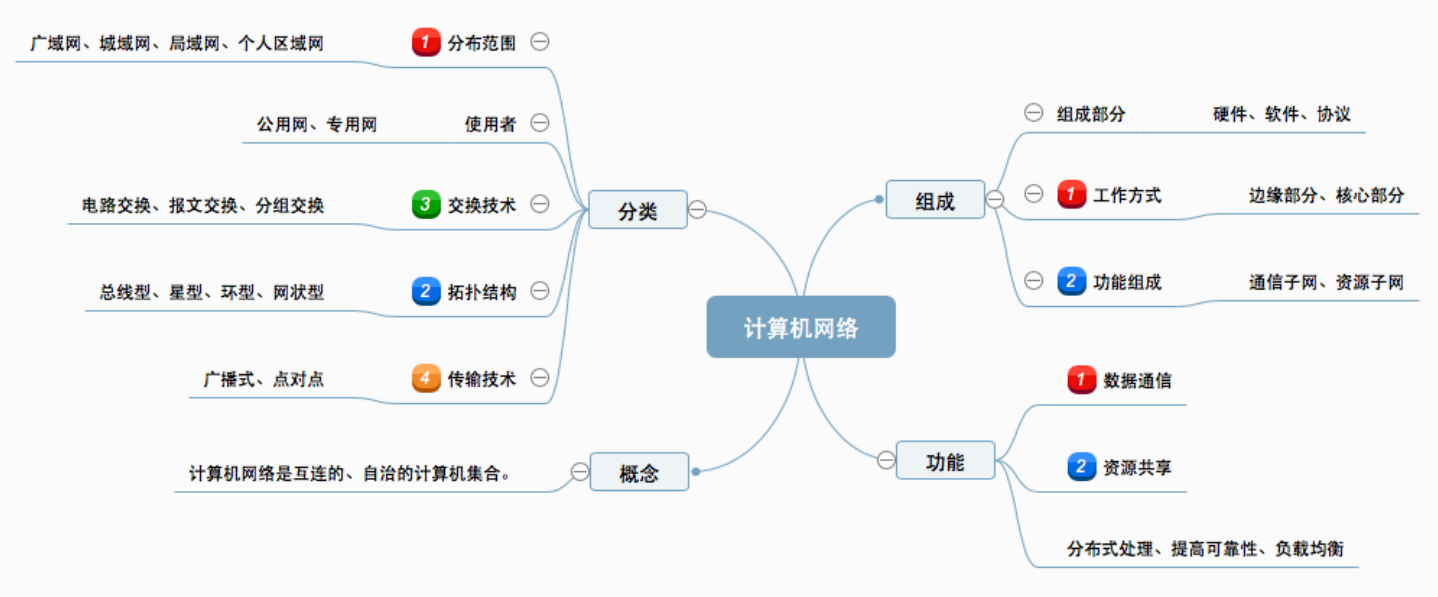 计算机网络
分类
1 分布范围
广域网、城域网、局域网、个人区域网
使用者
公用网、专用网
3 交换技术
电路交换、报文交换、分组交换
2 拓扑结构
总线型、星型、环型、网状型
4 传输技术
广播式、点对点
概念
计算机网络是互连的、自治的计算机集合。
组成
组成部分
硬件、软件、协议
1 工作方式
边缘部分、核心部分
2 功能组成
通信子网、资源子网
功能
1 数据通信
2 资源共享
分布式处理、提高可靠性、负载均衡